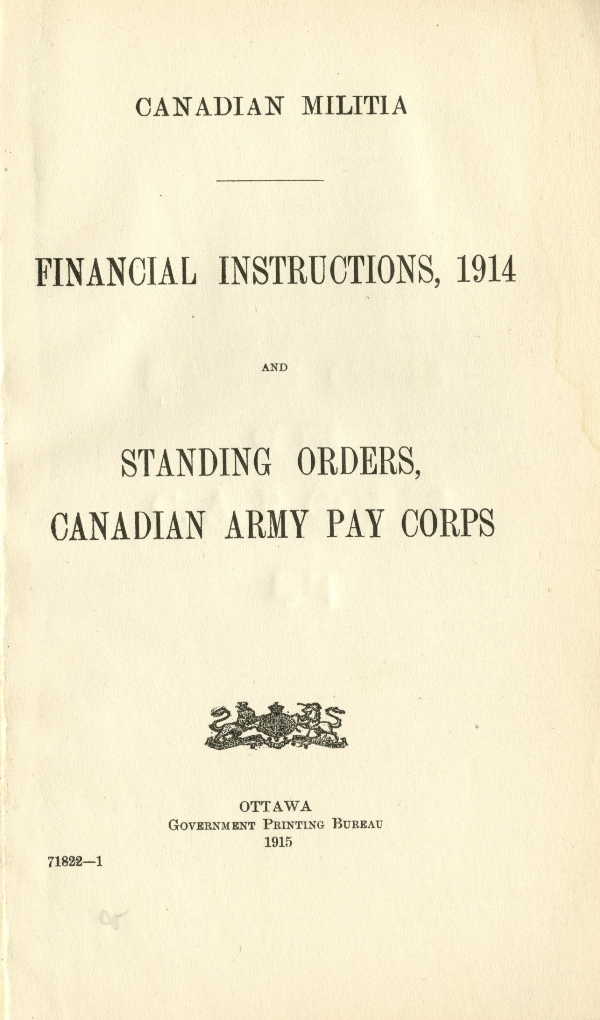 CANADIAN MILITIA
FINANCIAL INSTRUCTIONS, 1914
AND
STANDING ORDERS,
CANADIAN ARMY PAY CORPS
OTTAWA
GOVERNMENT PRINTING BUREAU
1915
71822—1